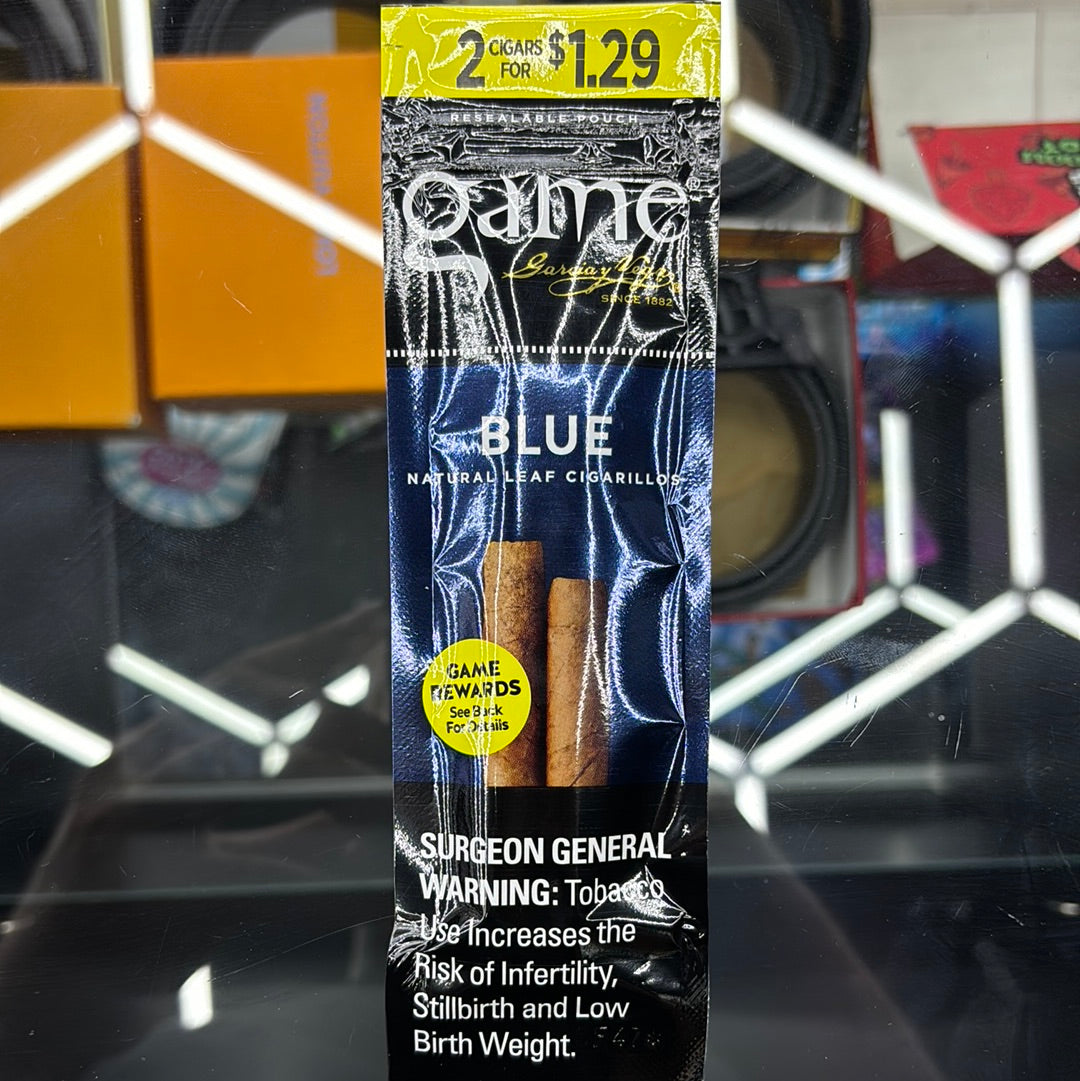 2 CIGARS FOR $1.29
RESEALABLE POUCH
game®
Garcia y Vega
SINCE 1882
BLUE
NATURAL LEAF CIGARILLOS
GAME
REWARDS
See Back
For Details
SURGEON GENERAL
WARNING: Tobacco
Use Increases the
Risk of Infertility,
Stillbirth and Low
Birth Weight.